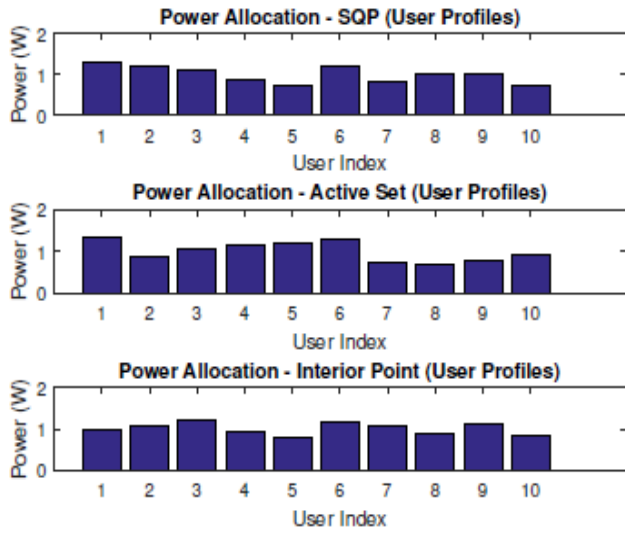 Power Allocation - SQP (User Profiles)
Power (W)
2
1
0
1 2 3 4 5 6 7 8 9 10
User Index
Power Allocation - Active Set (User Profiles)
Power (W)
2
1
0
1 2 3 4 5 6 7 8 9 10
User Index
Power Allocation - Interior Point (User Profiles)
Power (W)
2
1
0
1 2 3 4 5 6 7 8 9 10
User Index